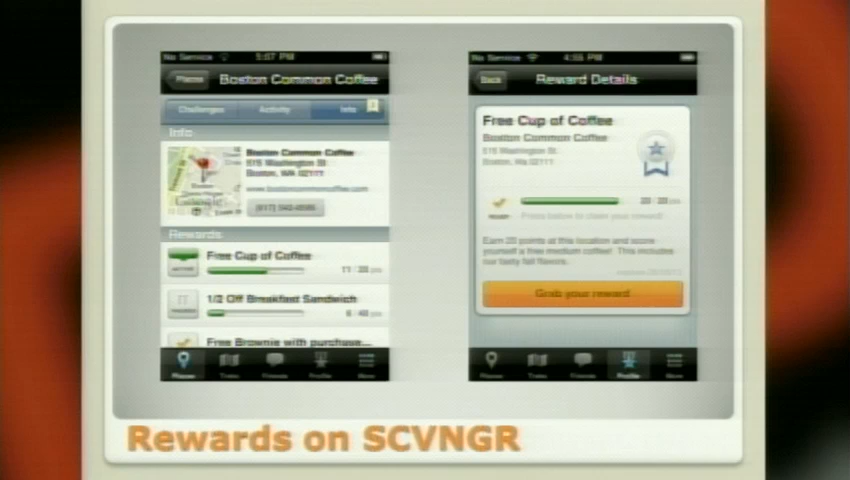 No Service 5:07 PM
Places Boston Common Coffee
Challenges Activity Info
Info
Boston Common Coffee
515 Washington St
Boston, MA 02111
www.bostoncommoncoffee.com
Rewards
Free Cup of Coffee
11 / 20 pts
1/2 Off Breakfast Sandwich
6 / 40 pts
Free Brownie with purchase...
Places Treks Friends Profile More
No Service 4:55 PM
Back Reward Details
Free Cup of Coffee
Boston Common Coffee
515 Washington St.
Boston, MA 02111
20 / 20 pts
Press below to claim your reward!
Earn 20 points at this location and score
yourself a free medium coffee! This includes
our tasty fall flavors.
Grab your reward
Places Treks Friends Profile More
Rewards on SCVNGR